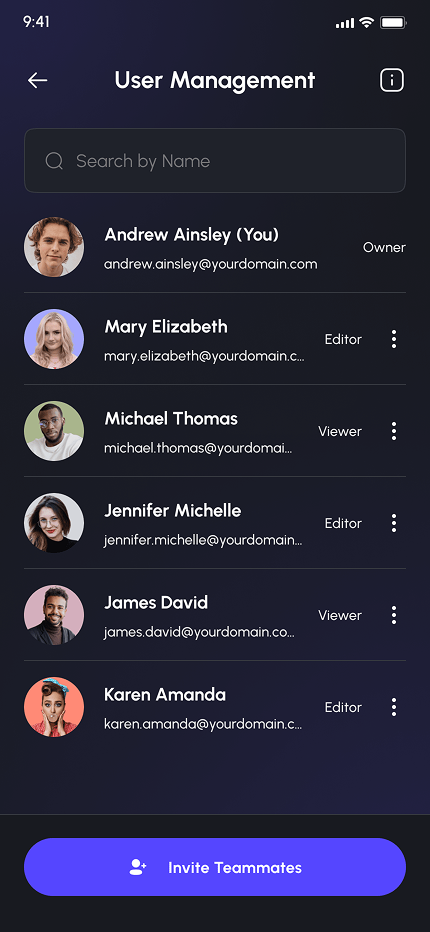 9:41
User Management
Search by Name
Andrew Ainsley (You)
andrew.ainsley@yourdomain.com
Owner
Mary Elizabeth
mary.elizabeth@yourdomain.c...
Editor
Michael Thomas
michael.thomas@yourdomai...
Viewer
Jennifer Michelle
jennifer.michelle@yourdomain...
Editor
James David
james.david@yourdomain.co...
Viewer
Karen Amanda
karen.amanda@yourdomain.c...
Editor
Invite Teammates